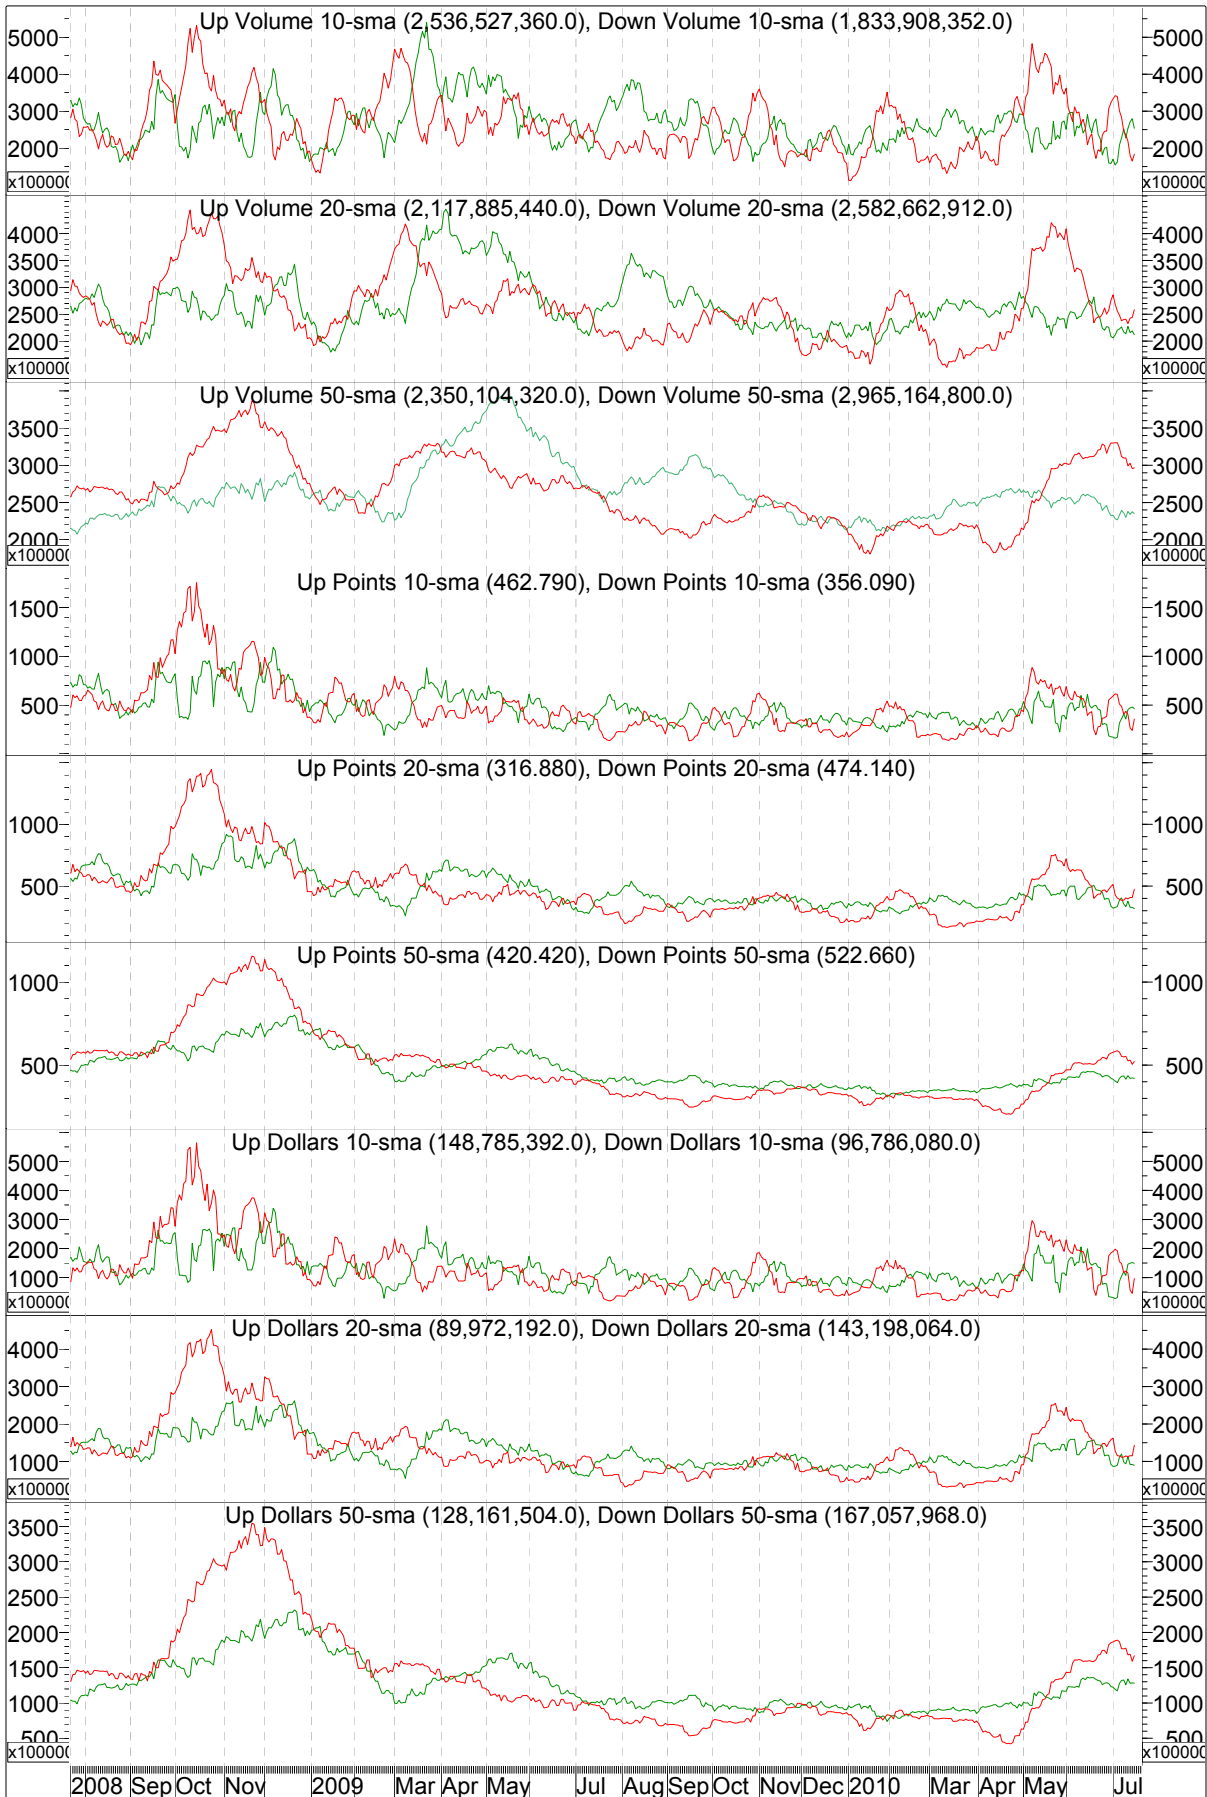 Up Volume 10-sma (2,536,527,360.0), Down Volume 10-sma (1,833,908,352.0)
5000 5000
4000 4000
3000 3000
2000 2000
x100000 x100000
Up Volume 20-sma (2,117,885,440.0), Down Volume 20-sma (2,582,662,912.0)
4000 4000
3500 3500
3000 3000
2500 2500
2000 2000
x100000 x100000
Up Volume 50-sma (2,350,104,320.0), Down Volume 50-sma (2,965,164,800.0)
3500 3500
3000 3000
2500 2500
2000 2000
x100000 x100000
Up Points 10-sma (462.790), Down Points 10-sma (356.090)
1500 1500
1000 1000
500 500
Up Points 20-sma (316.880), Down Points 20-sma (474.140)
1000 1000
500 500
Up Points 50-sma (420.420), Down Points 50-sma (522.660)
1000 1000
500 500
Up Dollars 10-sma (148,785,392.0), Down Dollars 10-sma (96,786,080.0)
5000 5000
4000 4000
3000 3000
2000 2000
1000 1000
x100000 x100000
Up Dollars 20-sma (89,972,192.0), Down Dollars 20-sma (143,198,064.0)
4000 4000
3000 3000
2000 2000
1000 1000
x100000 x100000
Up Dollars 50-sma (128,161,504.0), Down Dollars 50-sma (167,057,968.0)
3500 3500
3000 3000
2500 2500
2000 2000
1500 1500
1000 1000
500 500
x100000 x100000
2008 Sep Oct Nov 2009 Mar Apr May Jul Aug Sep Oct Nov Dec 2010 Mar Apr May Jul